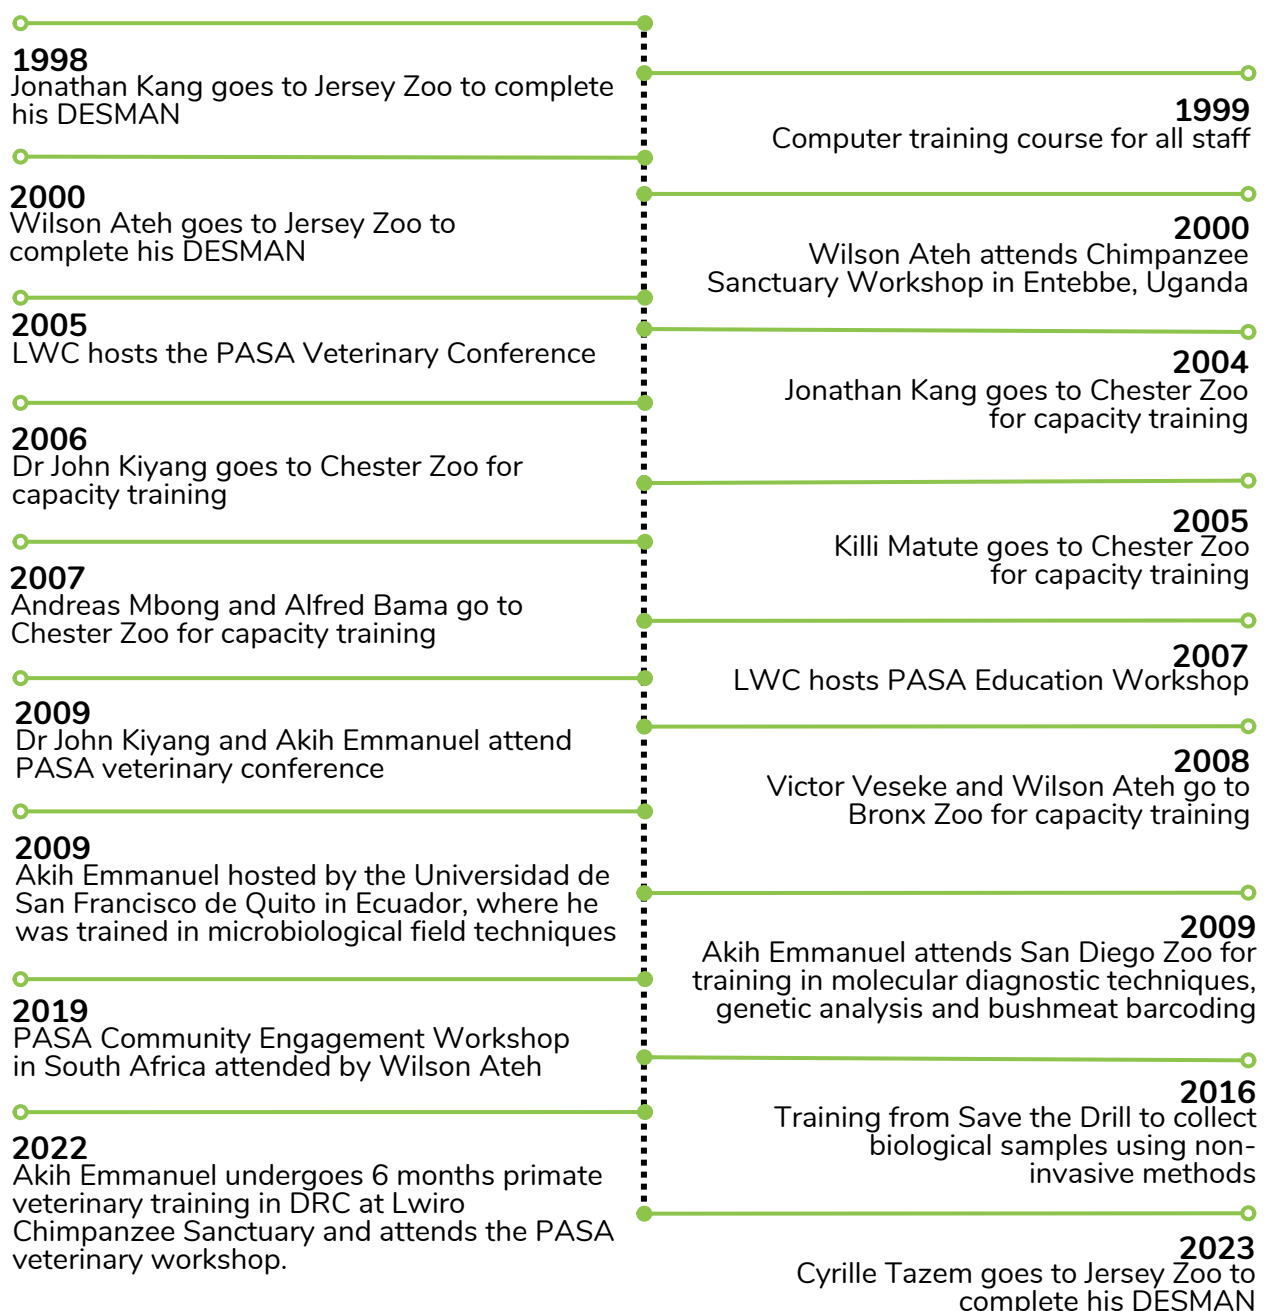 1998
Jonathan Kang goes to Jersey Zoo to complete
his DESMAN
1999
Computer training course for all staff
2000
Wilson Ateh goes to Jersey Zoo to
complete his DESMAN
2000
Wilson Ateh attends Chimpanzee
Sanctuary Workshop in Entebbe, Uganda
2005
LWC hosts the PASA Veterinary Conference
2004
Jonathan Kang goes to Chester Zoo
for capacity training
2006
Dr John Kiyang goes to Chester Zoo for
capacity training
2005
Killi Matute goes to Chester Zoo
for capacity training
2007
Andreas Mbong and Alfred Bama go to
Chester Zoo for capacity training
2007
LWC hosts PASA Education Workshop
2009
Dr John Kiyang and Akih Emmanuel attend
PASA veterinary conference
2008
Victor Veseke and Wilson Ateh go to
Bronx Zoo for capacity training
2009
Akih Emmanuel hosted by the Universidad de
San Francisco de Quito in Ecuador, where he
was trained in microbiological field techniques
2009
Akih Emmanuel attends San Diego Zoo for
training in molecular diagnostic techniques,
genetic analysis and bushmeat barcoding
2019
PASA Community Engagement Workshop
in South Africa attended by Wilson Ateh
2016
Training from Save the Drill to collect
biological samples using non-
invasive methods
2022
Akih Emmanuel undergoes 6 months primate
veterinary training in DRC at Lwiro
Chimpanzee Sanctuary and attends the PASA
veterinary workshop.
2023
Cyrille Tazem goes to Jersey Zoo to
complete his DESMAN